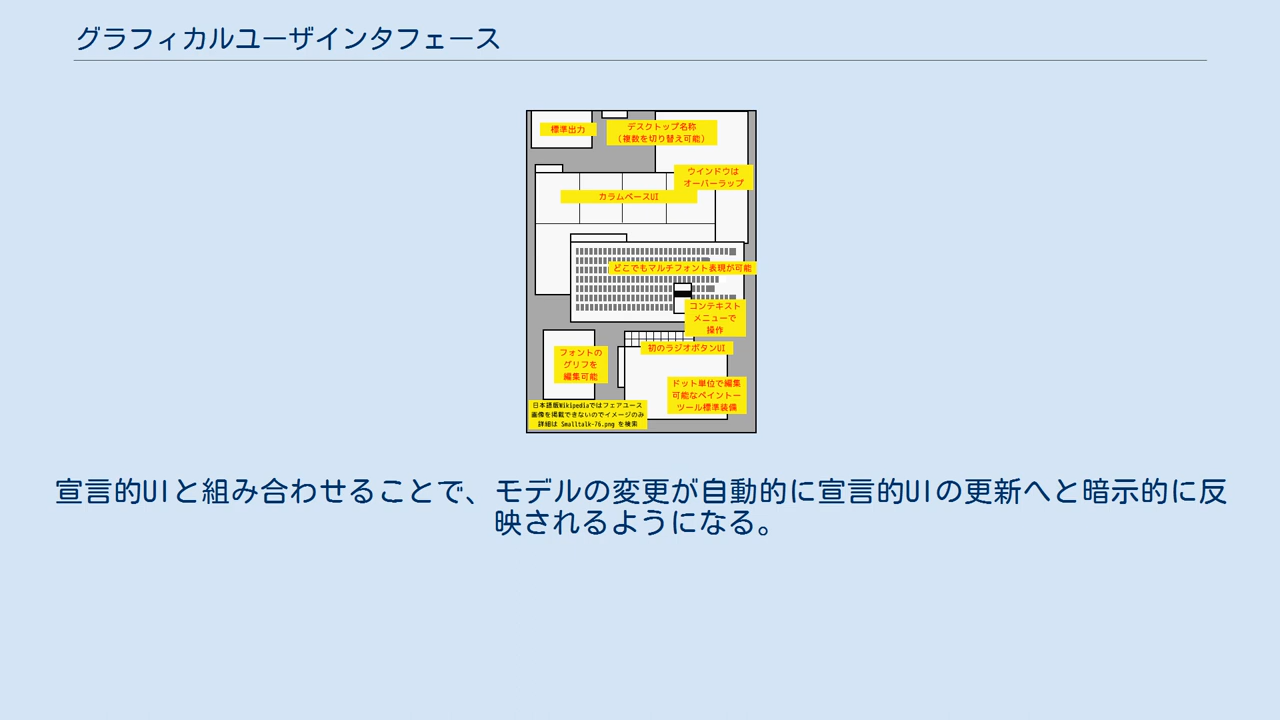 グラフィカルユーザインタフェース
標準出力
デスクトップ名称
（複数を切り替え可能）
ウインドウは
オーバーラップ
カラムベースUI
どこでもマルチフォント表現が可能
コンテキスト
メニューで
操作
初のラジオボタンUI
フォントの
グリフを
編集可能
ドット単位で編集
可能なペイントー
ツール標準装備
日本語版Wikipediaではフェアユース
画像を掲載できないのでイメージのみ
詳細は Smalltalk-76.png を検索
宣言的UIと組み合わせることで、モデルの変更が自動的に宣言的UIの更新へと暗示的に反
映されるようになる。